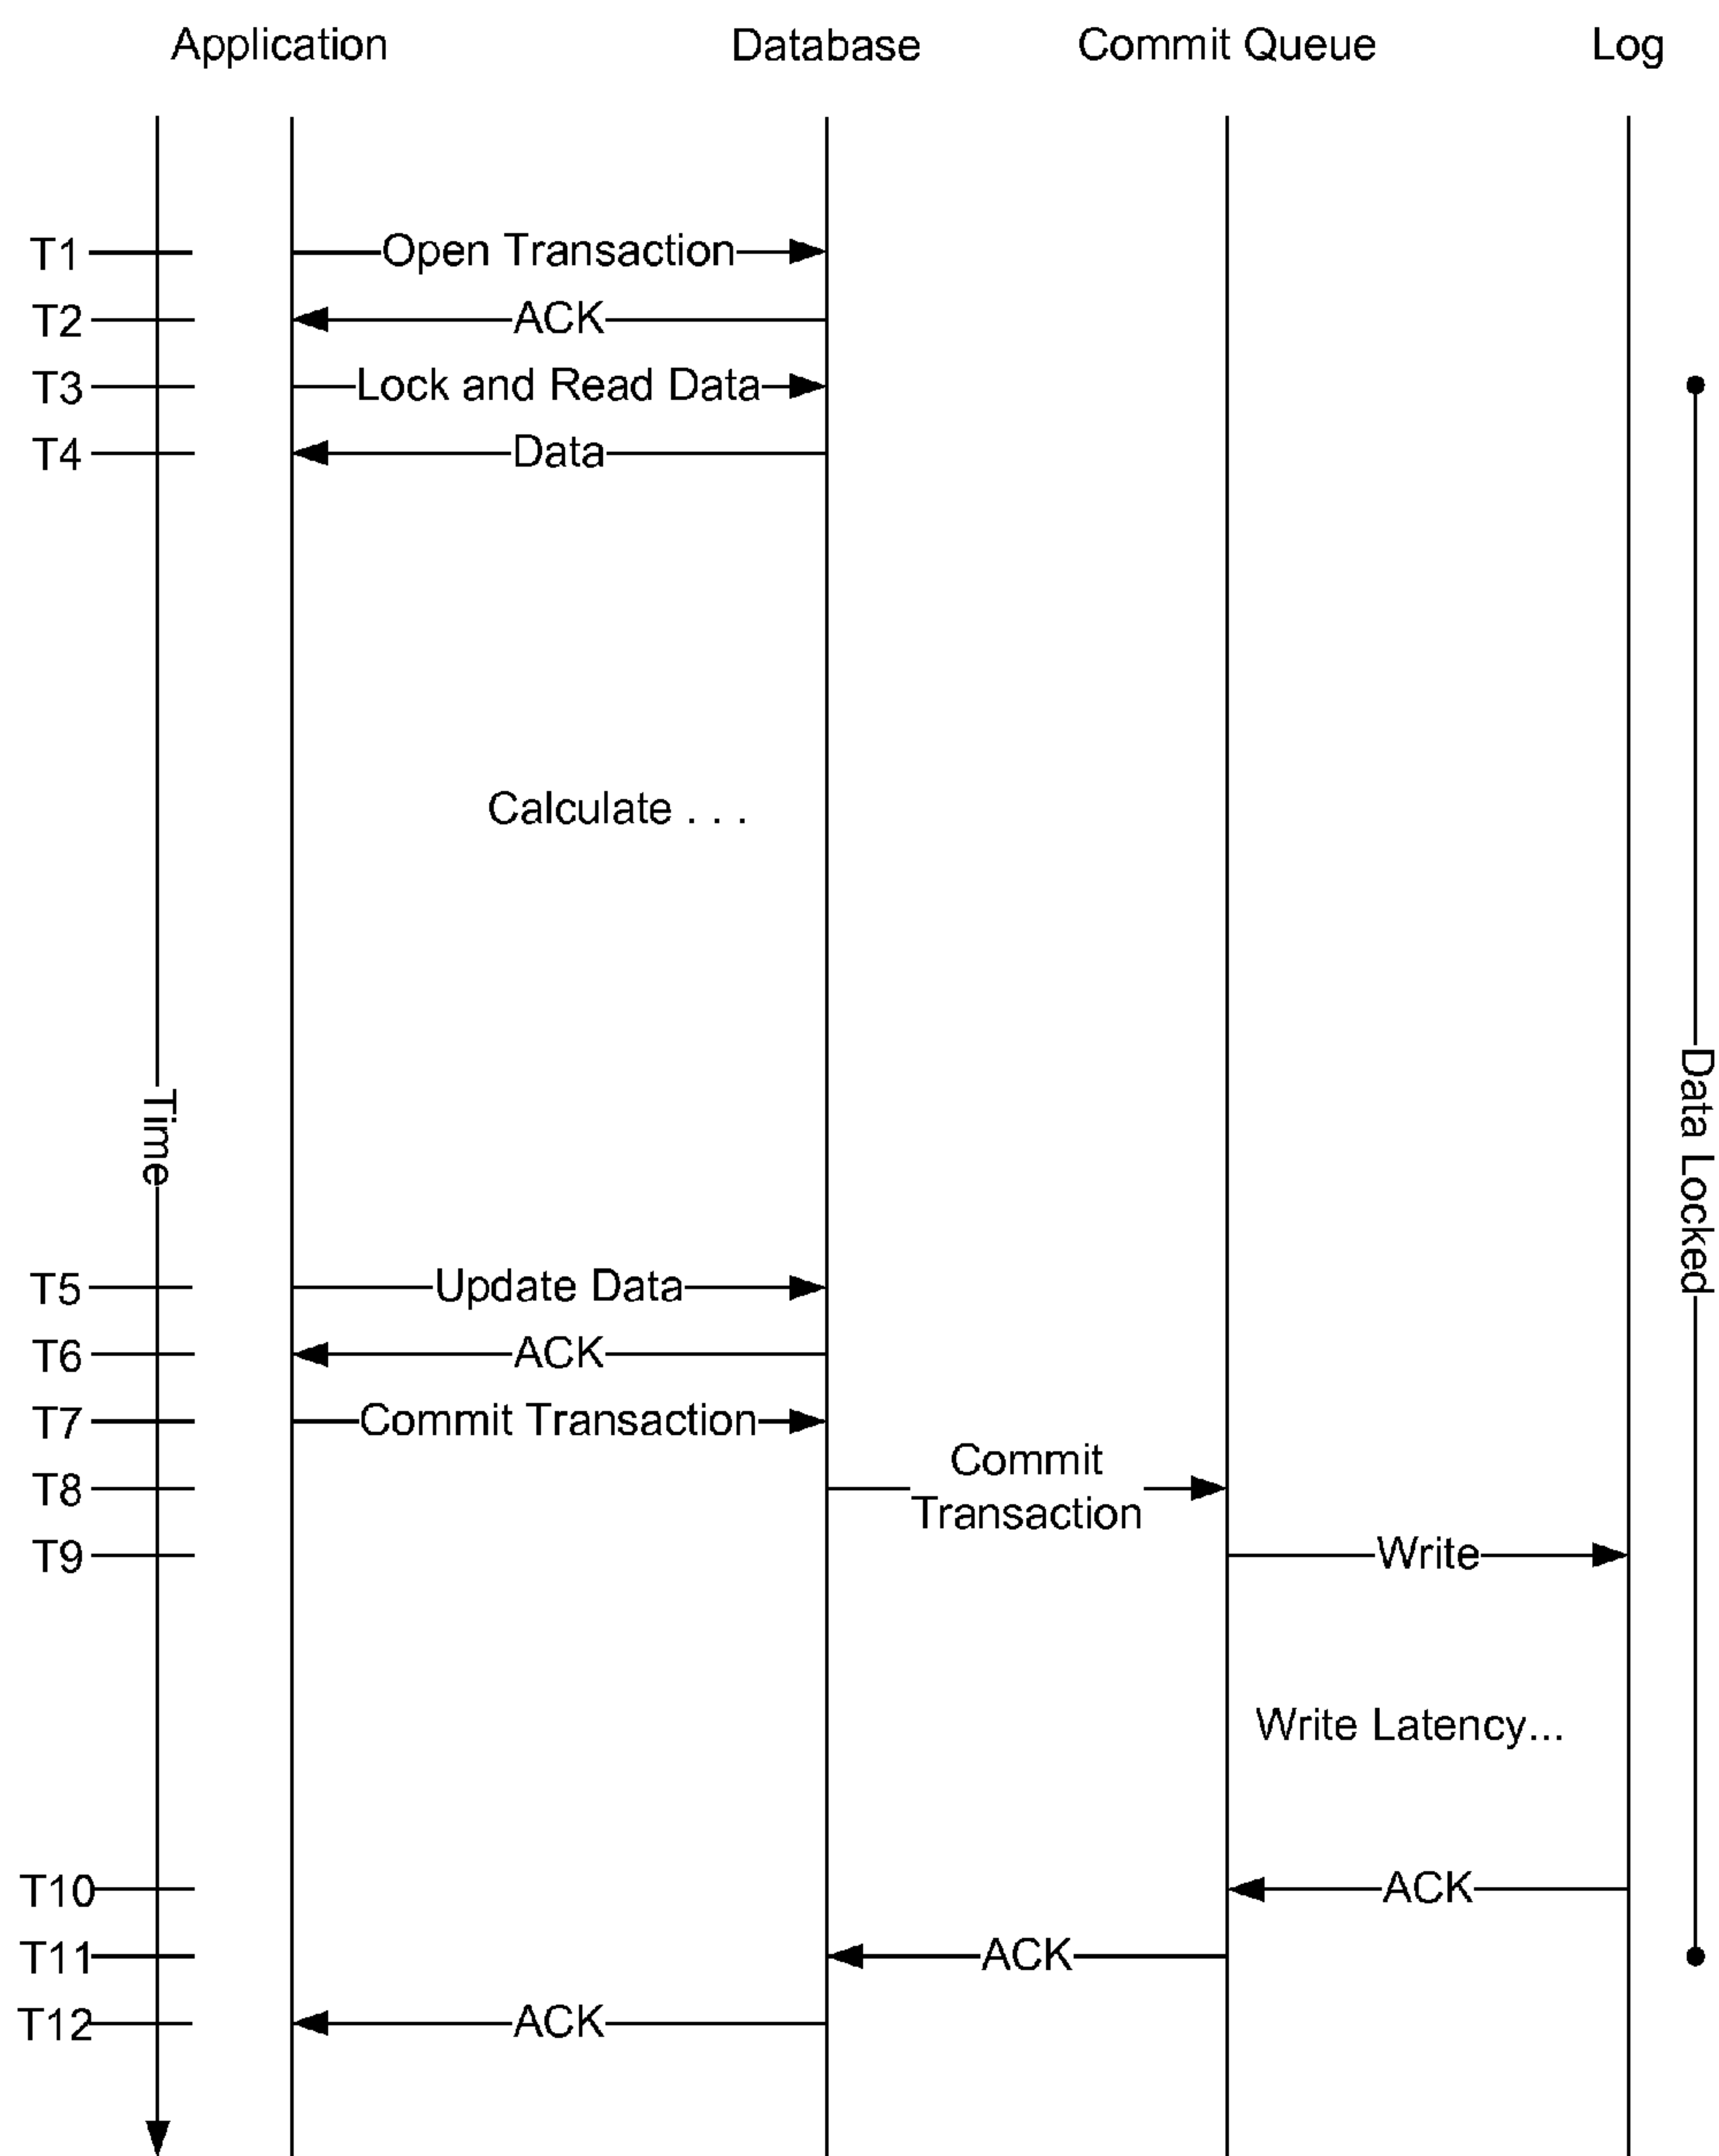 Application Database Commit Queue Log
T1 Open Transaction
T2 ACK
T3 Lock and Read Data
T4 Data
Calculate . . .
Time
Data Locked
T5 Update Data
T6 ACK
T7 Commit Transaction
T8 Commit
Transaction
T9 Write
Write Latency...
T10 ACK
T11 ACK
T12 ACK